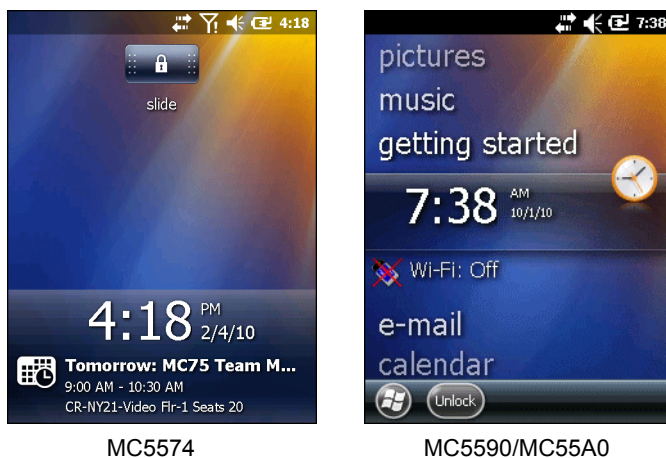 4:18
slide
4:18 PM
2/4/10
Tomorrow: MC75 Team M...
9:00 AM - 10:30 AM
CR-NY21-Video Flr-1 Seats 20
MC5574
7:38
pictures
music
getting started
7:38 AM
10/1/10
Wi-Fi: Off
e-mail
calendar
Unlock
MC5590/MC55A0